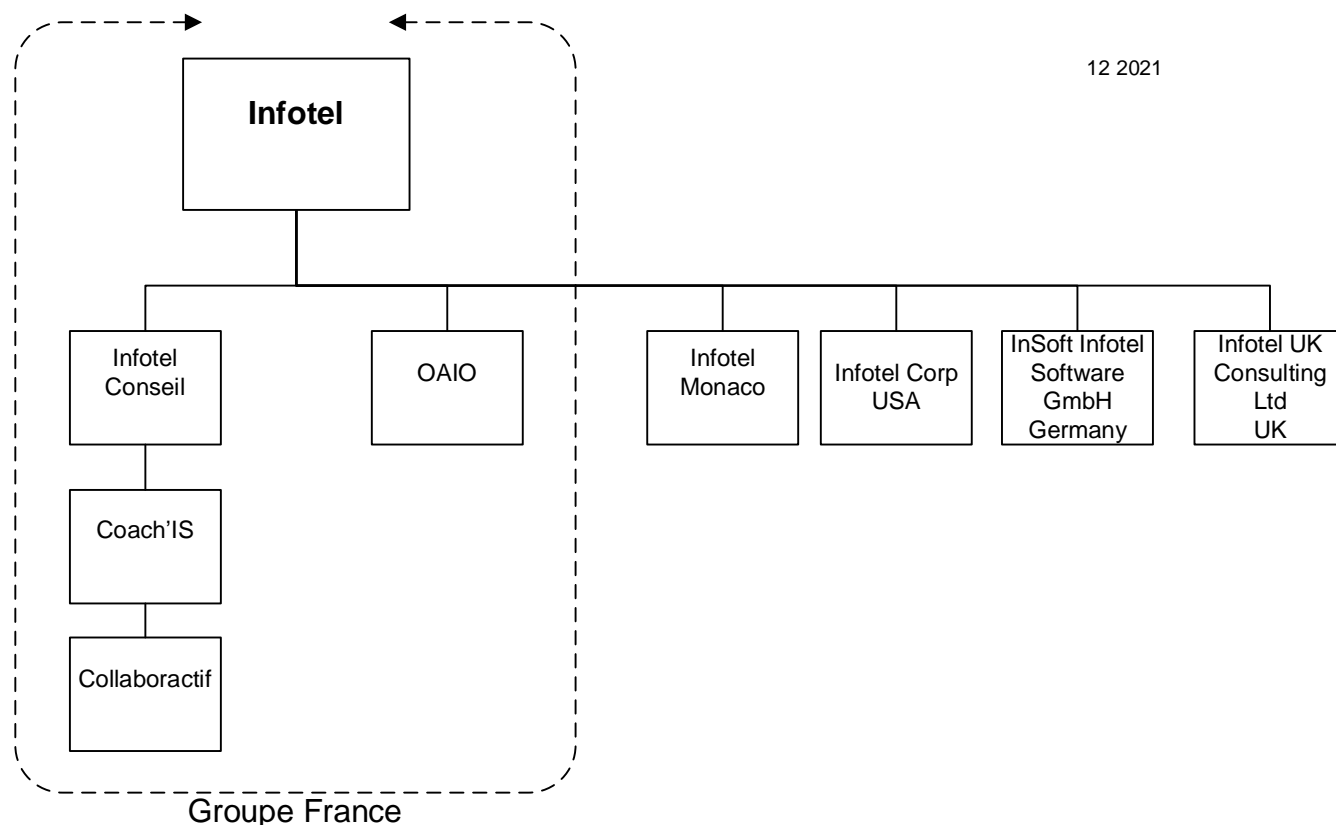 12 2021
Infotel
Infotel
Conseil
OAIO
Infotel
Monaco
Infotel Corp
USA
InSoft Infotel
Software
GmbH
Germany
Infotel UK
Consulting
Ltd
UK
Coach’IS
Collaboractif
Groupe France